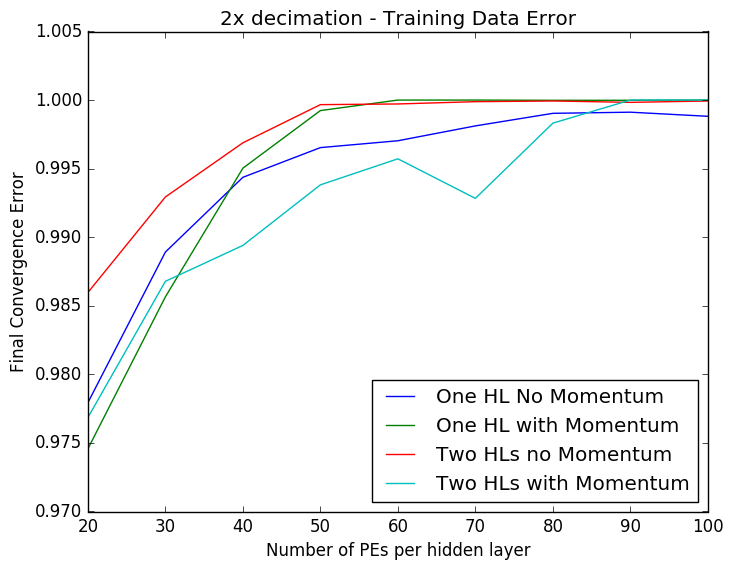 2x decimation - Training Data Error
1.005
1.000
0.995
0.990
0.985
0.980
0.975
0.970
Final Convergence Error
20 30 40 50 60 70 80 90 100
Number of PEs per hidden layer
One HL No Momentum
One HL with Momentum
Two HLs no Momentum
Two HLs with Momentum